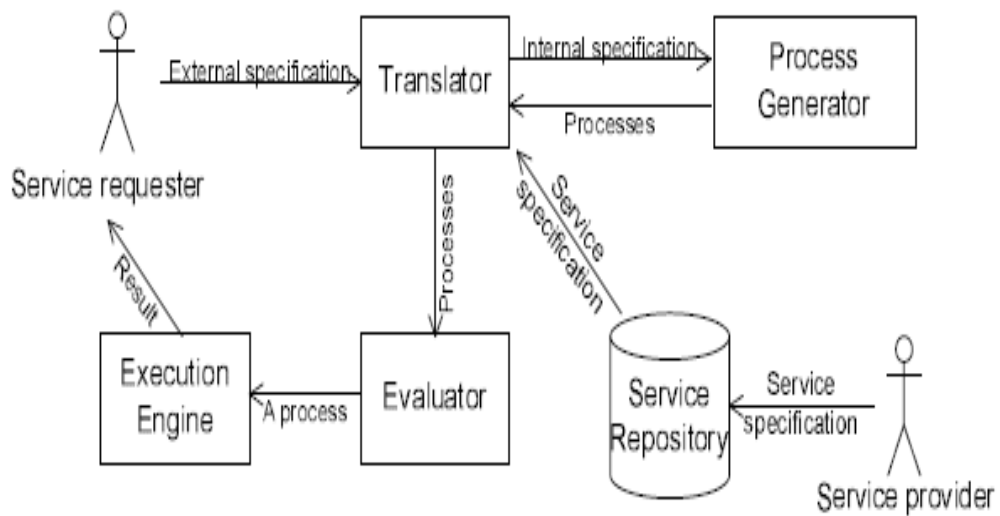 External specification
Translator
Internal specification
Process
Generator
Processes
Service requester
Processes
Service
specification
Result
Execution
Engine
A process
Evaluator
Service
Repository
Service
specification
Service provider